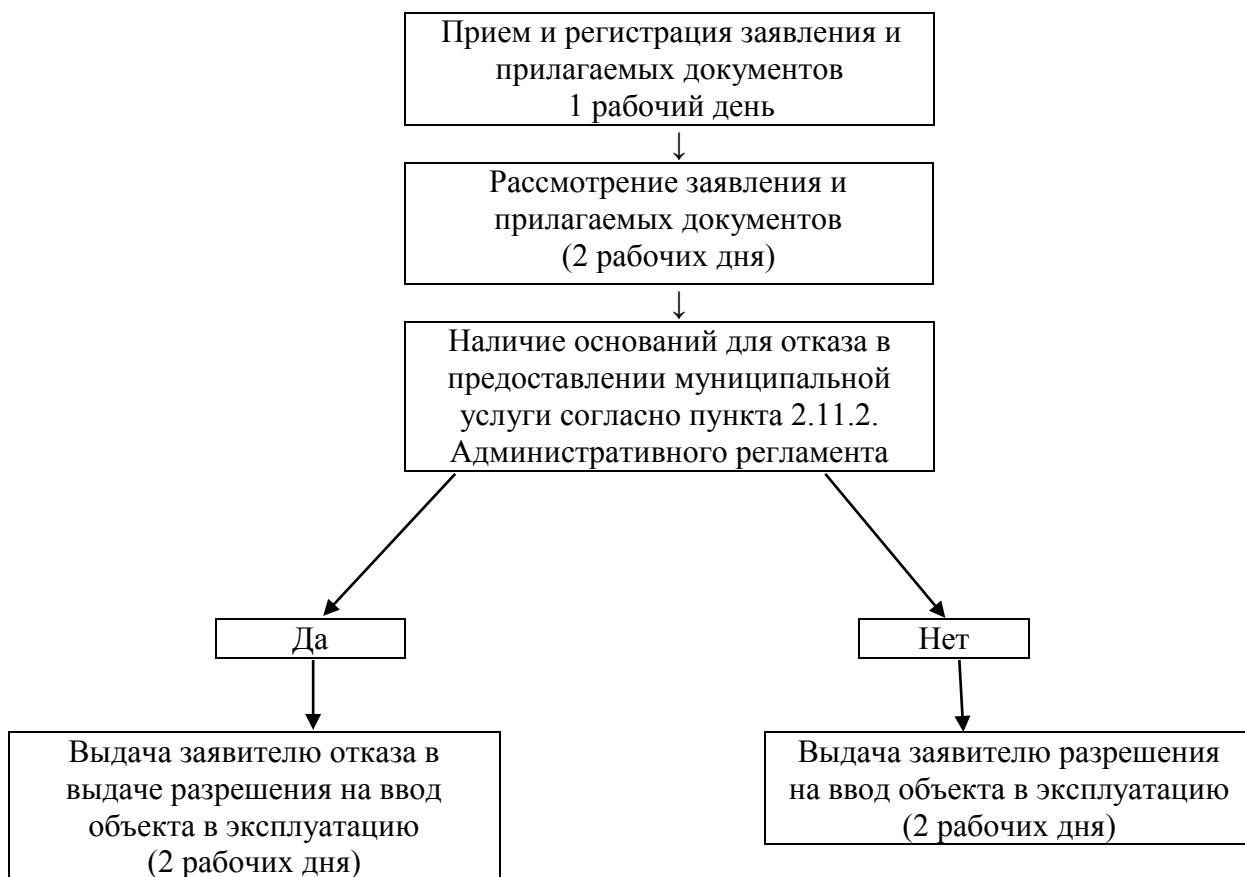 Прием и регистрация заявления и
прилагаемых документов
1 рабочий день
↓
Рассмотрение заявления и
прилагаемых документов
(2 рабочих дня)
↓
Наличие оснований для отказа в
предоставлении муниципальной
услуги согласно пункта 2.11.2.
Административного регламента
Да
Нет
Выдача заявителю отказа в
выдаче разрешения на ввод
объекта в эксплуатацию
(2 рабочих дня)
Выдача заявителю разрешения
на ввод объекта в эксплуатацию
(2 рабочих дня)